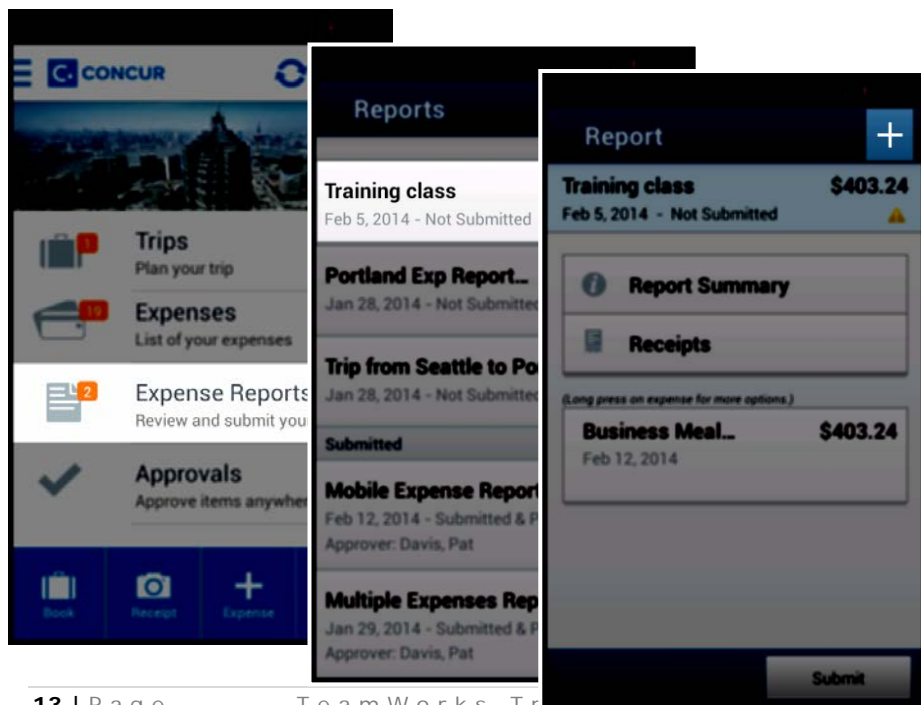 CONCUR
1
Trips
Plan your trip
19
Expenses
List of your expenses
2
Expense Reports
Review and submit you
Approvals
Approve items anywher
Book
Receipt
Expense
Reports
Training class
Feb 5, 2014 - Not Submitted
Portland Exp Report...
Jan 28, 2014 - Not Submitted
Trip from Seattle to Po
Jan 28, 2014 - Not Submitted
Submitted
Mobile Expense Report
Feb 12, 2014 - Submitted & P
Approver: Davis, Pat
Multiple Expenses Rep
Jan 29, 2014 - Submitted & P
Approver: Davis, Pat
Report
Training class $403.24
Feb 5, 2014 - Not Submitted
Report Summary
Receipts
(Long press on expense for more options.)
Business Meal... $403.24
Feb 12, 2014
Submit
13 | Page TeamWorks Tr